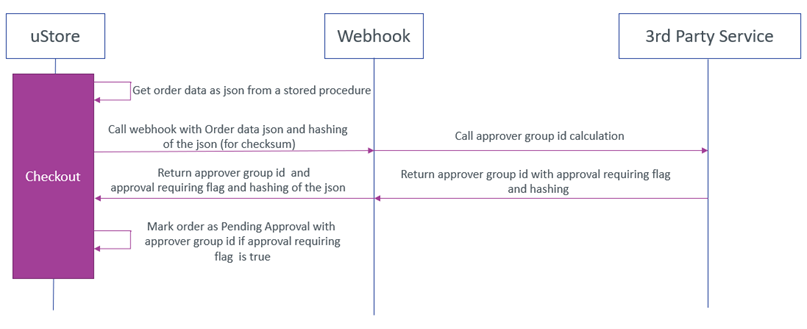 uStore
Webhook
3rd Party Service
Get order data as json from a stored procedure
Call webhook with Order data json and hashing
of the json (for checksum)
Call approver group id calculation
Checkout
Return approver group id and
approval requiring flag and hashing of the json
Return approver group id with approval requiring flag
and hashing
Mark order as Pending Approval with
approver group id if approval requiring
flag is true